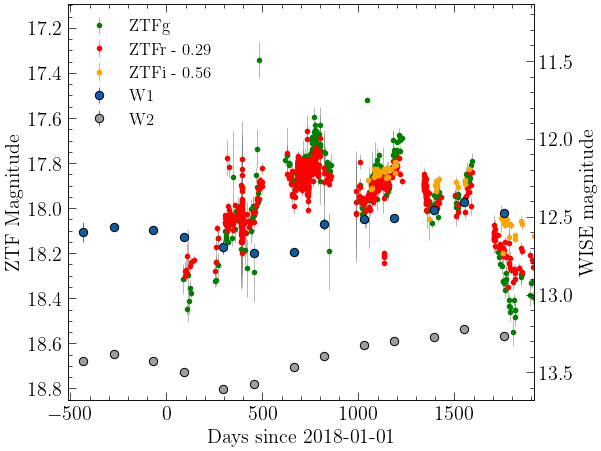 ZTFg
ZTFr - 0.29
ZTFi - 0.56
W1
W2
17.2
17.4
17.6
17.8
18.0
18.2
18.4
18.6
18.8
ZTF Magnitude
11.5
12.0
12.5
13.0
13.5
WISE magnitude
−500
0
500
1000
1500
Days since 2018-01-01